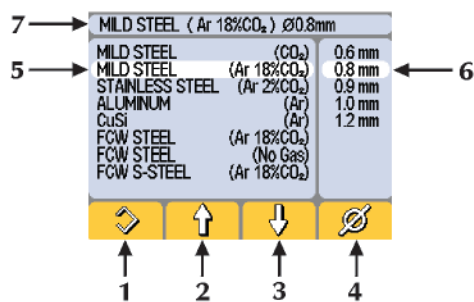 7 MILD STEEL ( Ar 18%CO₂ ) Ø0.8mm
MILD STEEL (CO₂) 0.6 mm
5 MILD STEEL (Ar 18%CO₂) 0.8 mm 6
STAINLESS STEEL (Ar 2%CO₂) 0.9 mm
ALUMINUM (Ar) 1.0 mm
CuSi (Ar) 1.2 mm
FCW STEEL (Ar 18%CO₂)
FCW STEEL (No Gas)
FCW S-STEEL (Ar 18%CO₂)
1 2 3 4